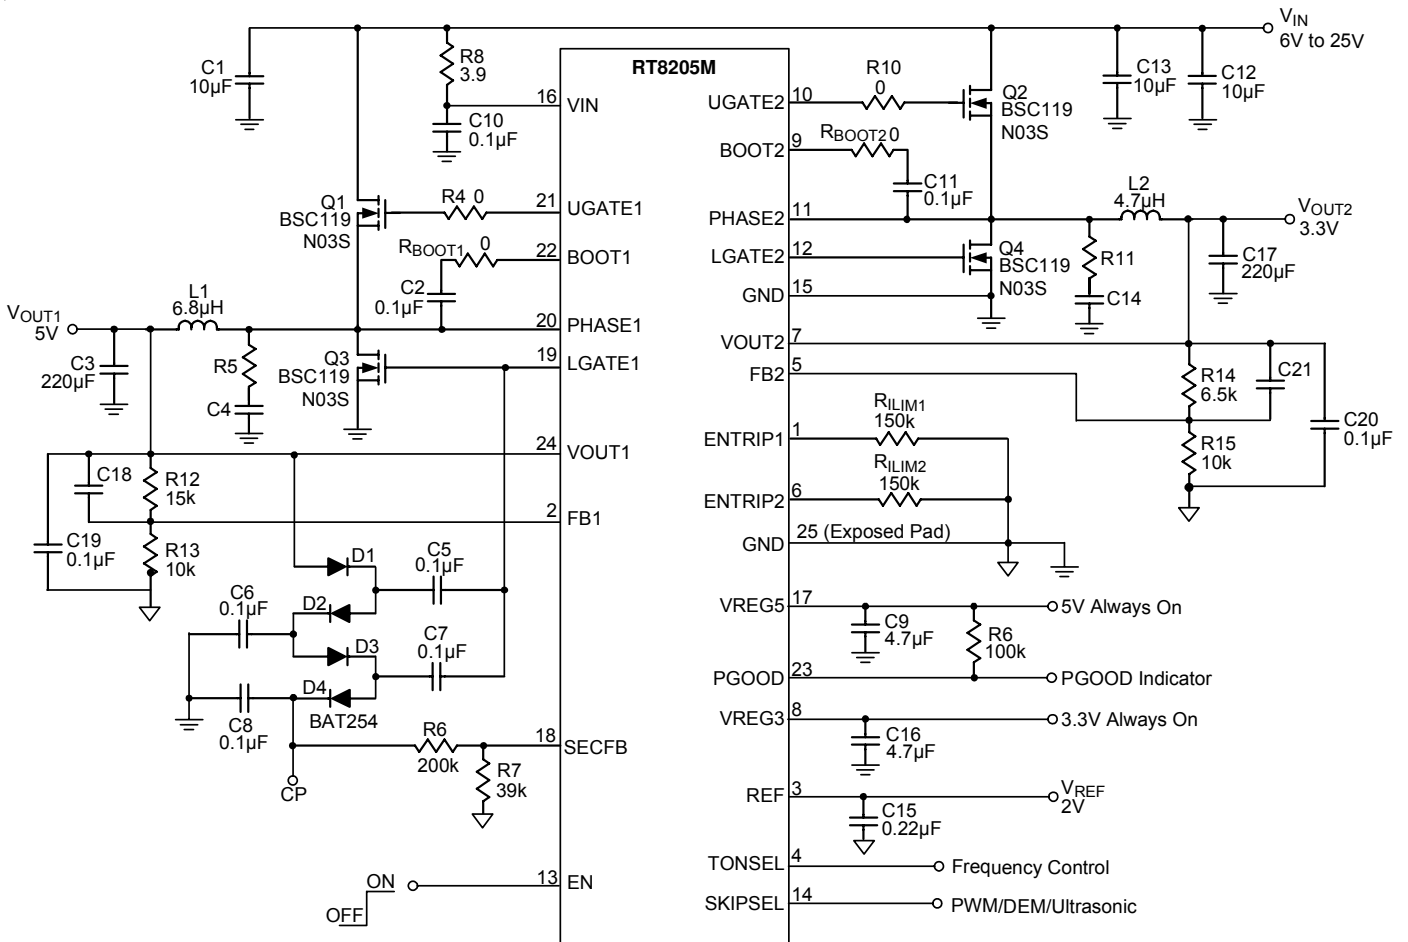 VIN
6V to 25V
R8
3.9
C1
10µF
RT8205M
R10
0
C13
10µF
C12
10µF
16 VIN
C10
0.1µF
UGATE2 10
Q2
BSC119
N03S
RBOOT2 0
BOOT2 9
C11
0.1µF
Q1
BSC119
N03S
R4 0
21 UGATE1
L2
4.7µH
PHASE2 11
VOUT2
3.3V
RBOOT1 0
22 BOOT1
LGATE2 12
Q4
BSC119
N03S
R11
C17
220µF
C2
0.1µF
GND 15
C14
L1
6.8µH
VOUT1
5V
20 PHASE1
VOUT2 7
C3
220µF
R5
Q3
BSC119
N03S
19 LGATE1
FB2 5
R14
6.5k
C21
C4
RILIM1
150k
ENTRIP1 1
C20
0.1µF
24 VOUT1
R15
10k
C18
R12
15k
RILIM2
150k
ENTRIP2 6
2 FB1
C19
0.1µF
R13
10k
GND 25 (Exposed Pad)
D1
C5
0.1µF
C6
0.1µF
D2
VREG5 17
5V Always On
C9
4.7µF
R6
100k
C7
0.1µF
D3
PGOOD 23
PGOOD Indicator
D4
BAT254
C8
0.1µF
VREG3 8
3.3V Always On
C16
4.7µF
R6
200k
18 SECFB
R7
39k
CP
REF 3
VREF
2V
C15
0.22µF
TONSEL 4
Frequency Control
ON
OFF
13 EN
SKIPSEL 14
PWM/DEM/Ultrasonic